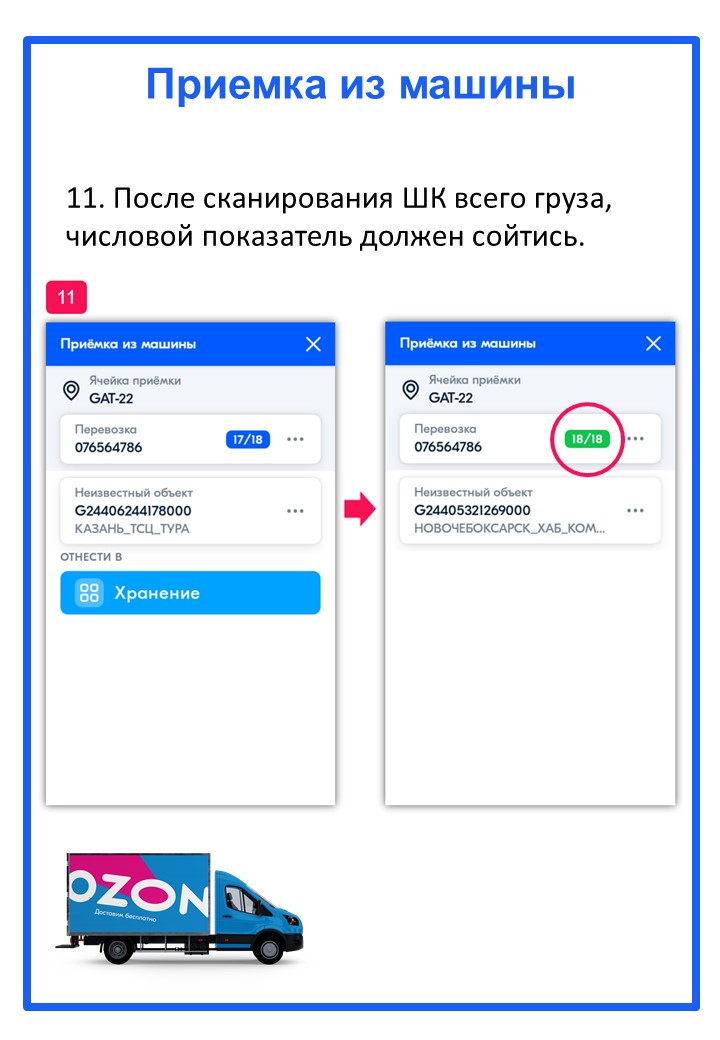 Приемка из машины
11. После сканирования ШК всего груза,
числовой показатель должен сойтись.
11
Приёмка из машины
Ячейка приёмки
GAT-22
Перевозка
076564786
17/18
Неизвестный объект
G24406244178000
КАЗАНЬ_ТСЦ_ТУРА
ОТНЕСТИ В
Хранение
Приёмка из машины
Ячейка приёмки
GAT-22
Перевозка
076564786
18/18
Неизвестный объект
G24405321269000
НОВОЧЕБОКСАРСК_ХАБ_КОМ...
OZON
Доставим бесплатно